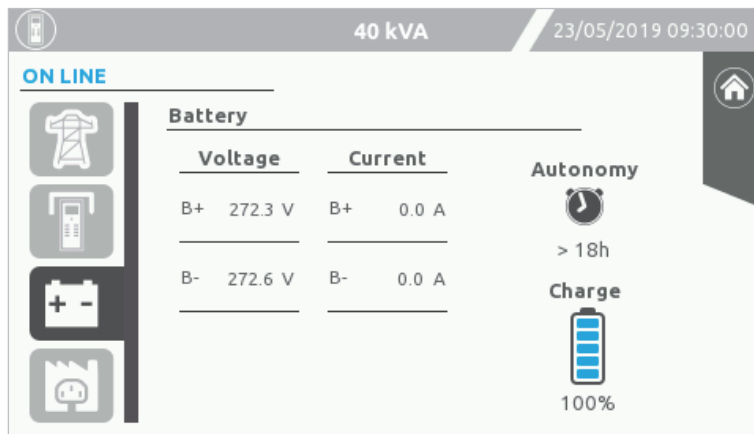 40 kVA
23/05/2019 09:30:00
ON LINE
Battery
Voltage
Current
B+ 272.3 V
B+ 0.0 A
B- 272.6 V
B- 0.0 A
Autonomy
> 18h
Charge
100%